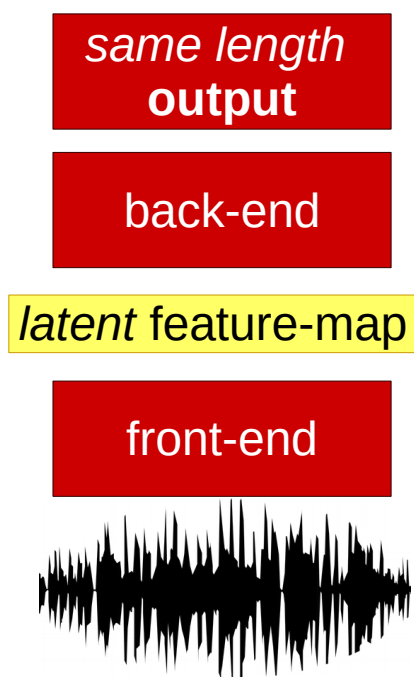 same length
output
back-end
latent feature-map
front-end